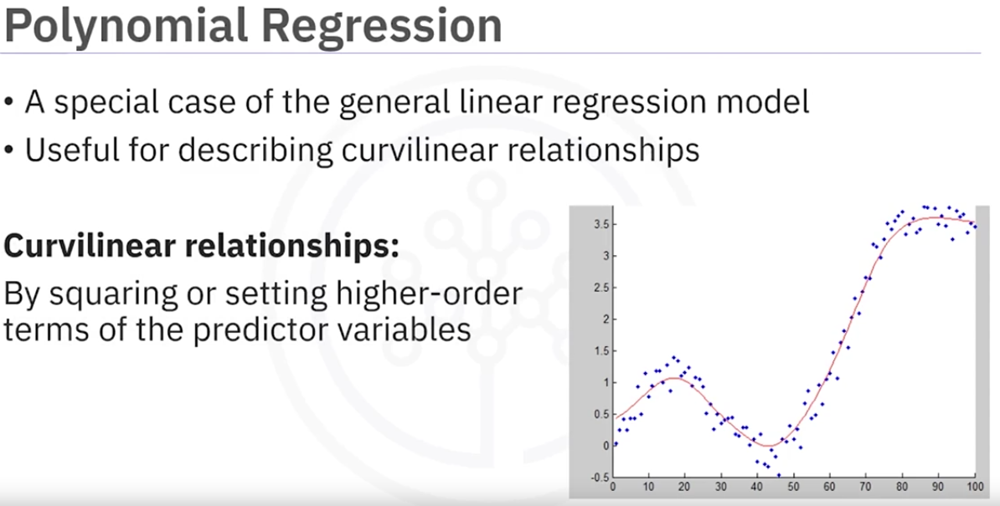 Polynomial Regression
• A special case of the general linear regression model
• Useful for describing curvilinear relationships
Curvilinear relationships:
By squaring or setting higher-order
terms of the predictor variables
3.5
3
2.5
2
1.5
1
0.5
0
-0.5
0 10 20 30 40 50 60 70 80 90 100